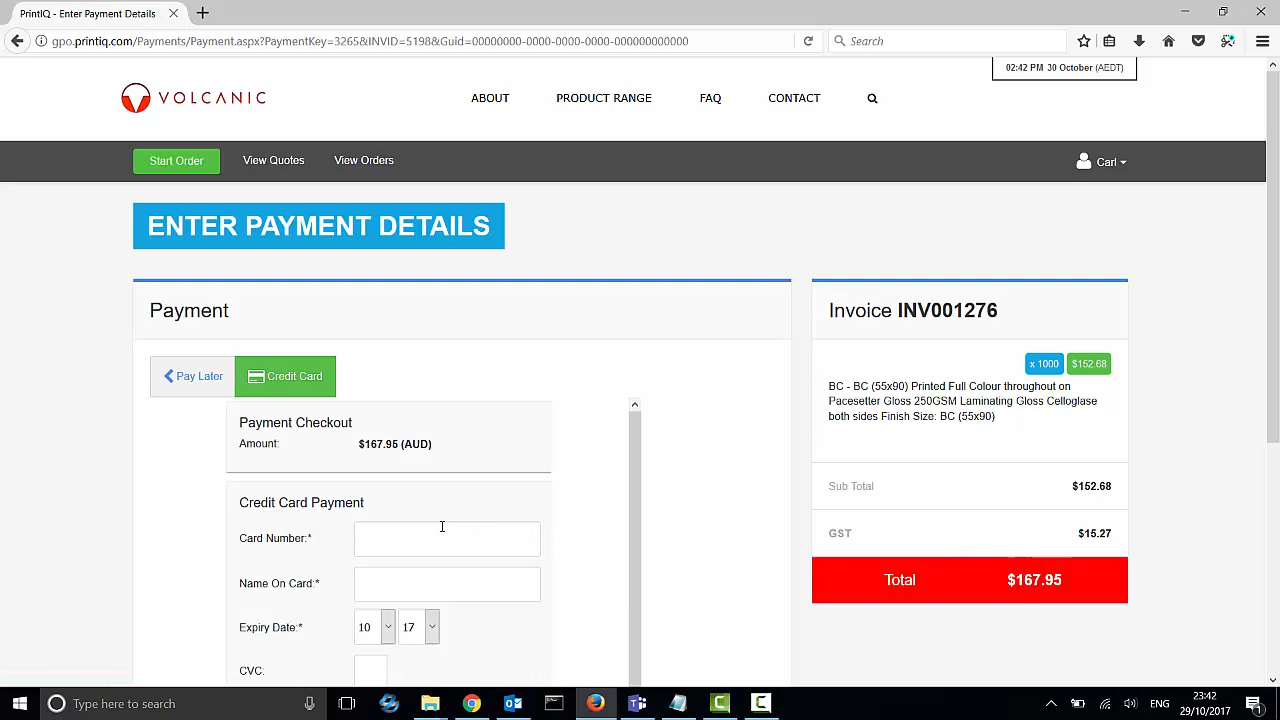 PrintIQ - Enter Payment Details
gpo.printiq.com/Payments/Payment.aspx?PaymentKey=3265&INVID=5198&Guid=00000000-0000-0000-0000-000000000000
Search
02:42 PM 30 October (AEDT)
VOLCANIC
ABOUT
PRODUCT RANGE
FAQ
CONTACT
Start Order
View Quotes
View Orders
Carl
ENTER PAYMENT DETAILS
Payment
Pay Later
Credit Card
Payment Checkout
Amount: $167.95 (AUD)
Credit Card Payment
Card Number:*
Name On Card:*
Expiry Date:* 10 17
CVC:
Invoice INV001276
x 1000 $152.68
BC - BC (55x90) Printed Full Colour throughout on
Pacesetter Gloss 250GSM Laminating Gloss Celloglase
both sides Finish Size: BC (55x90)
Sub Total $152.68
GST $15.27
Total $167.95
Type here to search
ENG
23:42
29/10/2017